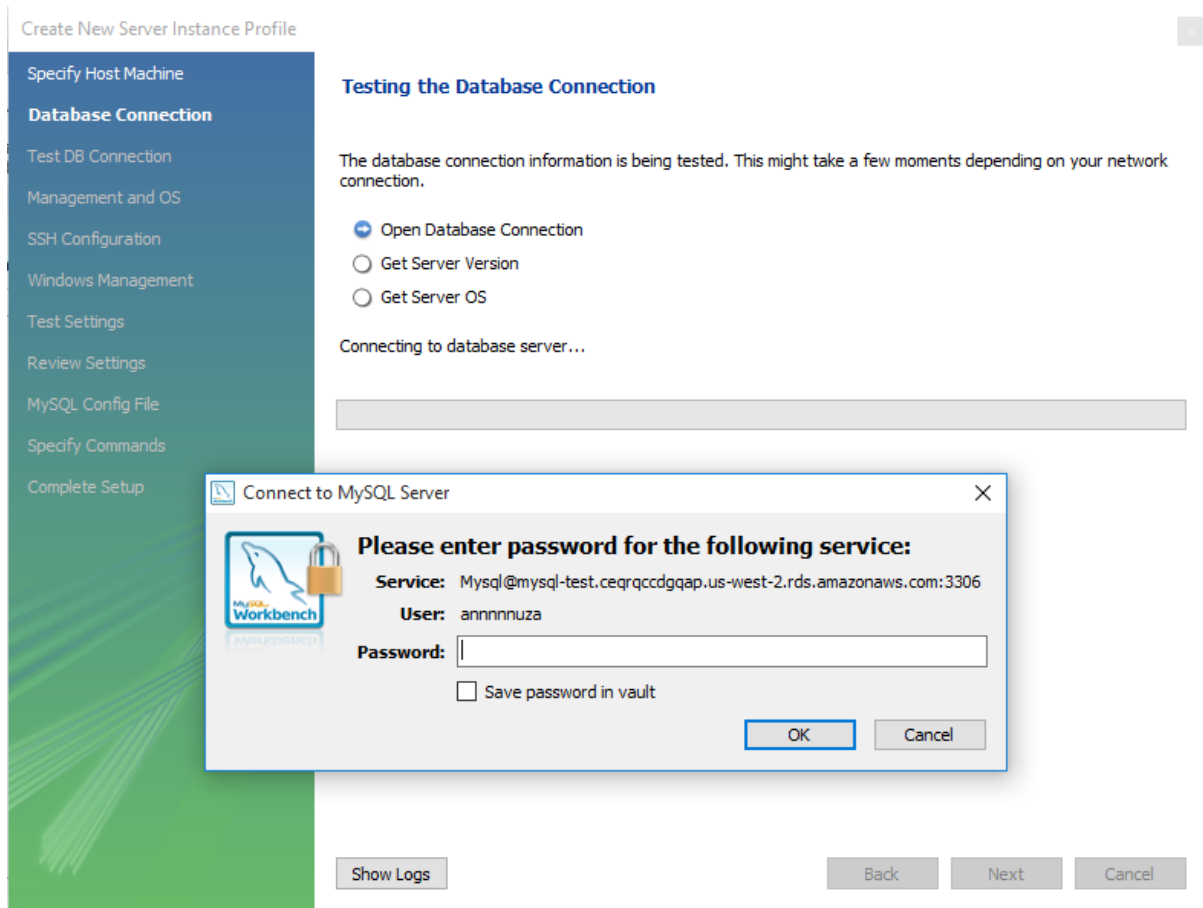 Create New Server Instance Profile
Specify Host Machine
Database Connection
Test DB Connection
Management and OS
SSH Configuration
Windows Management
Test Settings
Review Settings
MySQL Config File
Specify Commands
Complete Setup
Testing the Database Connection
The database connection information is being tested. This might take a few moments depending on your network
connection.
Open Database Connection
Get Server Version
Get Server OS
Connecting to database server...
Connect to MySQL Server
MySQL
Workbench
Please enter password for the following service:
Service: Mysql@mysql-test.ceqrqccdgqap.us-west-2.rds.amazonaws.com:3306
User: annnnnuza
Password:
Save password in vault
OK Cancel
Show Logs Back Next Cancel